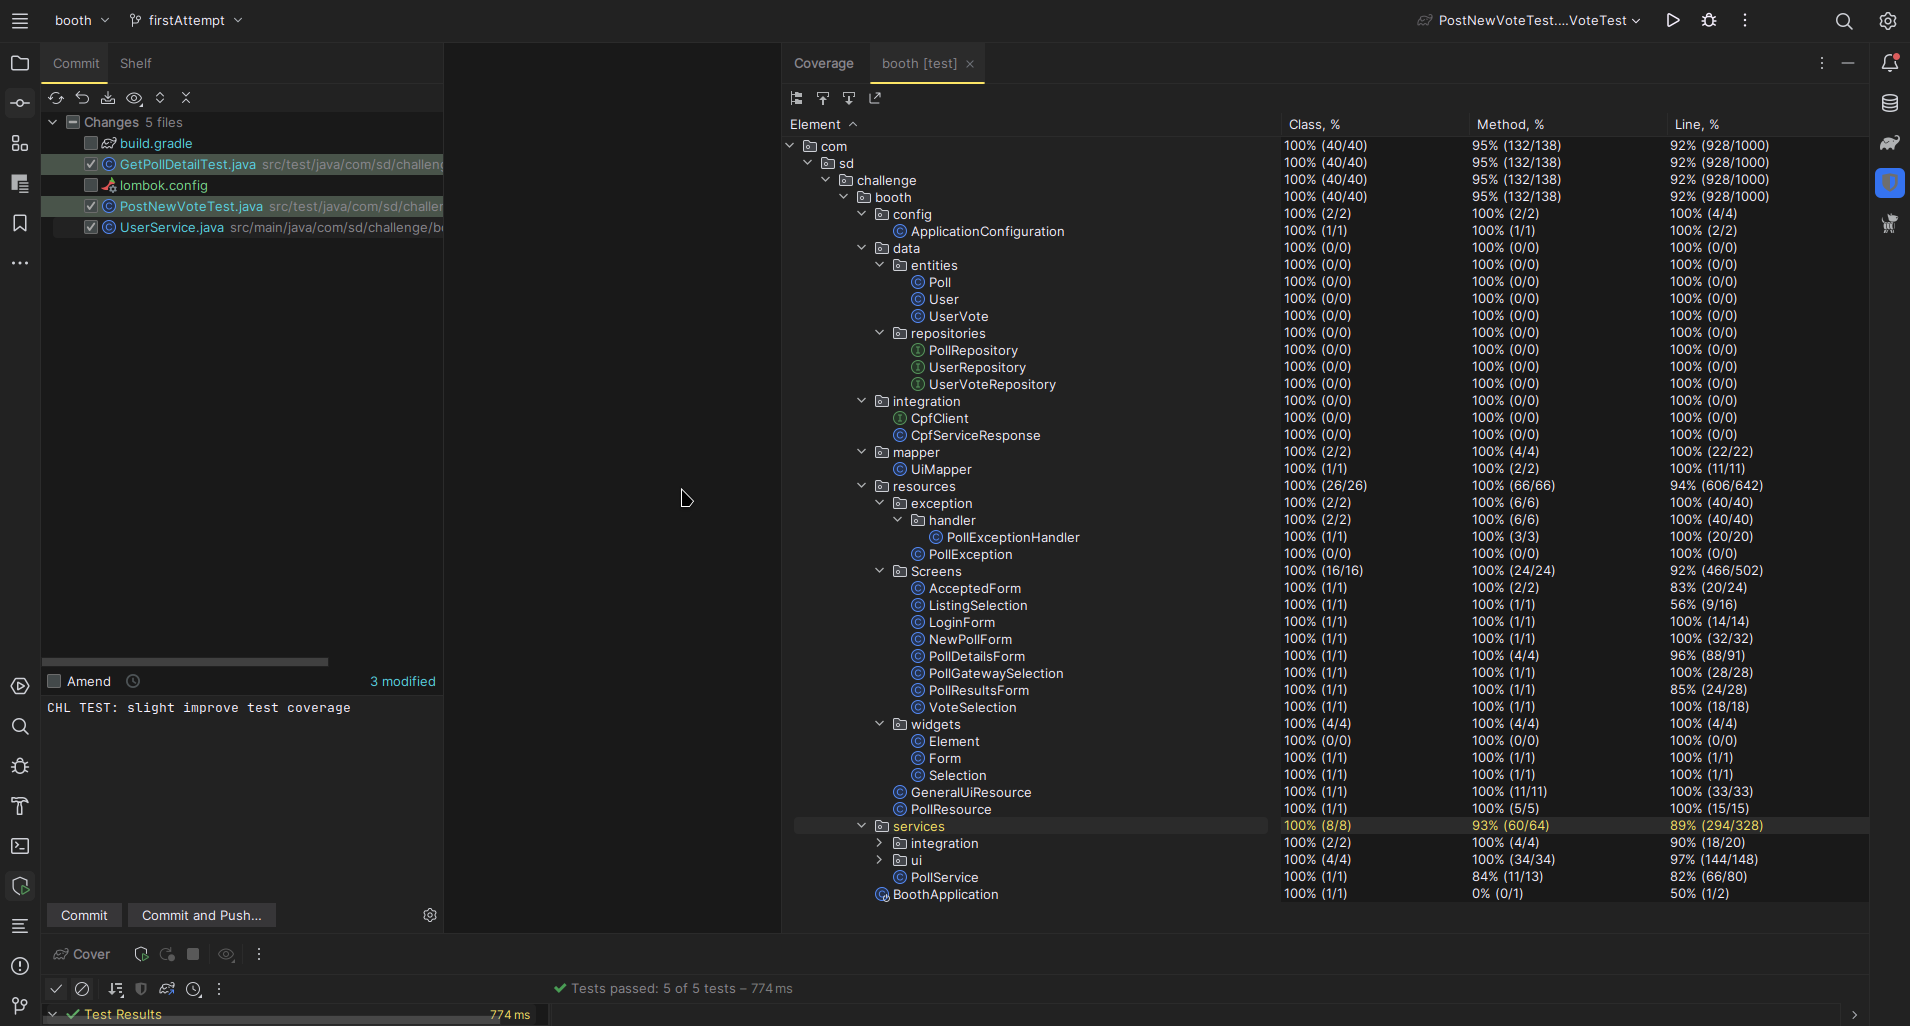 booth firstAttempt PostNewVoteTest....VoteTest
Commit Shelf
Changes 5 files
build.gradle
GetPollDetailTest.java src/test/java/com/sd/challeng
lombok.config
PostNewVoteTest.java src/test/java/com/sd/challer
UserService.java src/main/java/com/sd/challenge/bo
Amend 3 modified
CHL TEST: slight improve test coverage
Commit Commit and Push...
Coverage booth [test]
Element Class, % Method, % Line, %
com 100% (40/40) 95% (132/138) 92% (928/1000)
sd 100% (40/40) 95% (132/138) 92% (928/1000)
challenge 100% (40/40) 95% (132/138) 92% (928/1000)
booth 100% (40/40) 95% (132/138) 92% (928/1000)
config 100% (2/2) 100% (2/2) 100% (4/4)
ApplicationConfiguration 100% (1/1) 100% (1/1) 100% (2/2)
data 100% (0/0) 100% (0/0) 100% (0/0)
entities 100% (0/0) 100% (0/0) 100% (0/0)
Poll 100% (0/0) 100% (0/0) 100% (0/0)
User 100% (0/0) 100% (0/0) 100% (0/0)
UserVote 100% (0/0) 100% (0/0) 100% (0/0)
repositories 100% (0/0) 100% (0/0) 100% (0/0)
PollRepository 100% (0/0) 100% (0/0) 100% (0/0)
UserRepository 100% (0/0) 100% (0/0) 100% (0/0)
UserVoteRepository 100% (0/0) 100% (0/0) 100% (0/0)
integration 100% (0/0) 100% (0/0) 100% (0/0)
CpfClient 100% (0/0) 100% (0/0) 100% (0/0)
CpfServiceResponse 100% (0/0) 100% (0/0) 100% (0/0)
mapper 100% (2/2) 100% (4/4) 100% (22/22)
UiMapper 100% (1/1) 100% (2/2) 100% (11/11)
resources 100% (26/26) 100% (66/66) 94% (606/642)
exception 100% (2/2) 100% (6/6) 100% (40/40)
handler 100% (2/2) 100% (6/6) 100% (40/40)
PollExceptionHandler 100% (1/1) 100% (3/3) 100% (20/20)
PollException 100% (0/0) 100% (0/0) 100% (0/0)
Screens 100% (16/16) 100% (24/24) 92% (466/502)
AcceptedForm 100% (1/1) 100% (2/2) 83% (20/24)
ListingSelection 100% (1/1) 100% (1/1) 56% (9/16)
LoginForm 100% (1/1) 100% (1/1) 100% (14/14)
NewPollForm 100% (1/1) 100% (1/1) 100% (32/32)
PollDetailsForm 100% (1/1) 100% (4/4) 96% (88/91)
PollGatewaySelection 100% (1/1) 100% (1/1) 100% (28/28)
PollResultsForm 100% (1/1) 100% (1/1) 85% (24/28)
VoteSelection 100% (1/1) 100% (1/1) 100% (18/18)
widgets 100% (4/4) 100% (4/4) 100% (4/4)
Element 100% (0/0) 100% (0/0) 100% (0/0)
Form 100% (1/1) 100% (1/1) 100% (1/1)
Selection 100% (1/1) 100% (1/1) 100% (1/1)
GeneralUiResource 100% (1/1) 100% (11/11) 100% (33/33)
PollResource 100% (1/1) 100% (5/5) 100% (15/15)
services 100% (8/8) 93% (60/64) 89% (294/328)
integration 100% (2/2) 100% (4/4) 90% (18/20)
ui 100% (4/4) 100% (34/34) 97% (144/148)
PollService 100% (1/1) 84% (11/13) 82% (66/80)
BoothApplication 100% (1/1) 0% (0/1) 50% (1/2)
Cover
Tests passed: 5 of 5 tests – 774 ms
Test Results 774 ms